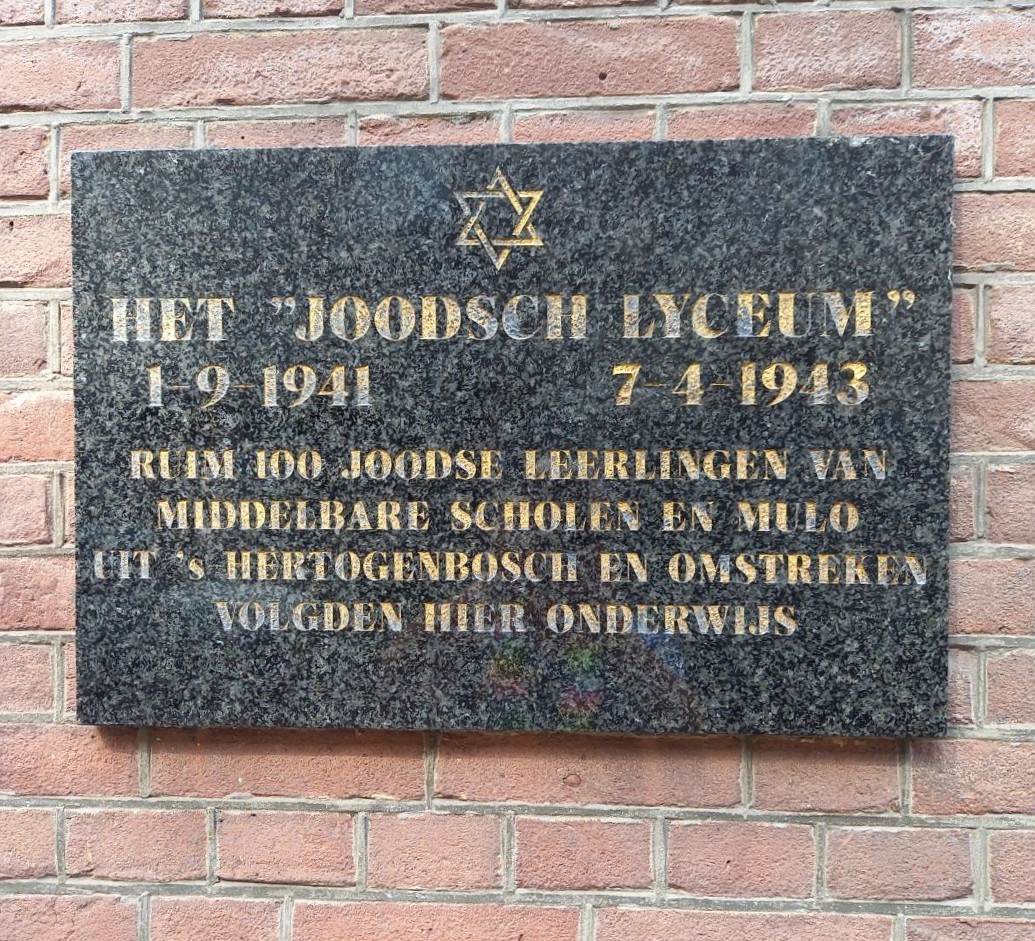 HET ”JOODSCH LYCEUM”
1-9-1941 7-4-1943
RUIM 100 JOODSE LEERLINGEN VAN
MIDDELBARE SCHOLEN EN MULO
UIT 's HERTOGENBOSCH EN OMSTREKEN
VOLGDEN HIER ONDERWIJS